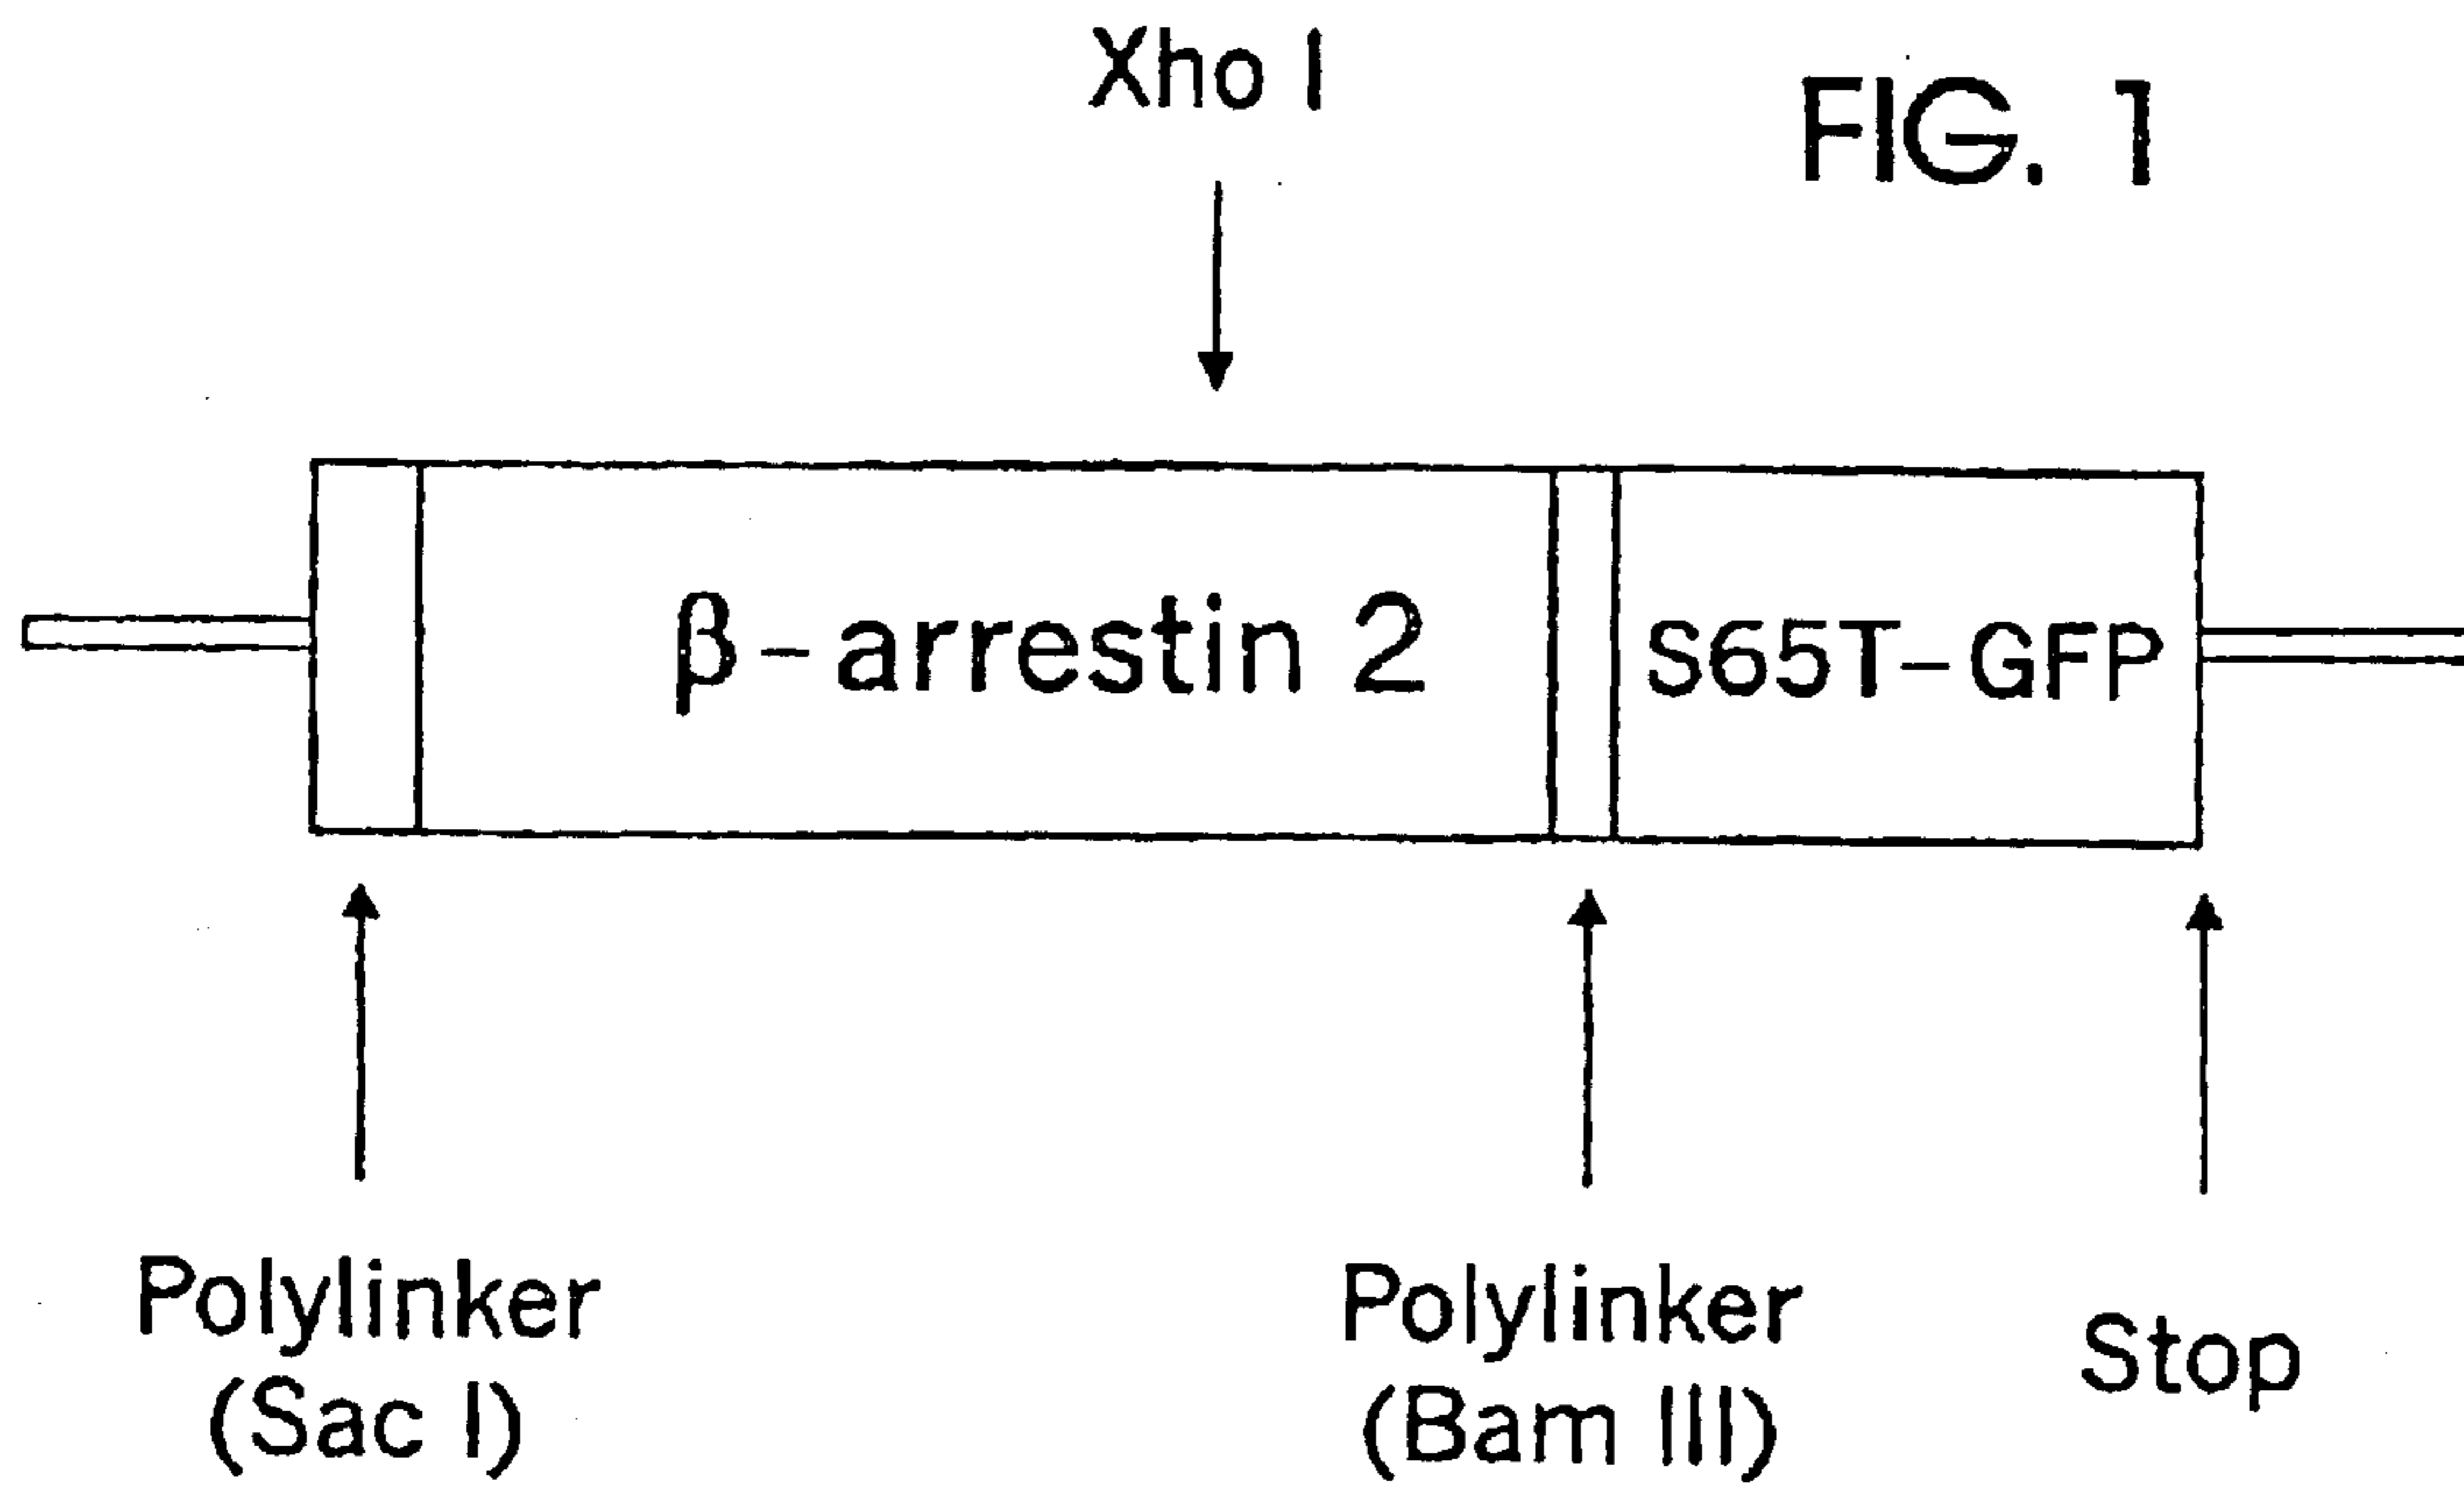 Xho I
FIG. 1
β-arrestin 2
S65T-GFP
Polylinker
(Sac I)
Polylinker
(Bam III)
Stop